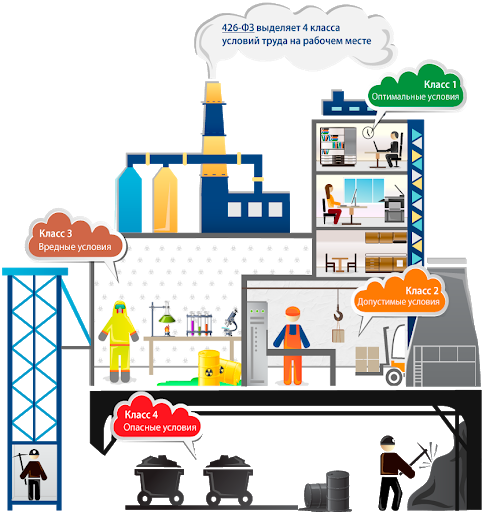 426-ФЗ выделяет 4 класса
условий труда на рабочем месте
Класс 1
Оптимальные условия
Класс 3
Вредные условия
Класс 2
Допустимые условия
Класс 4
Опасные условия